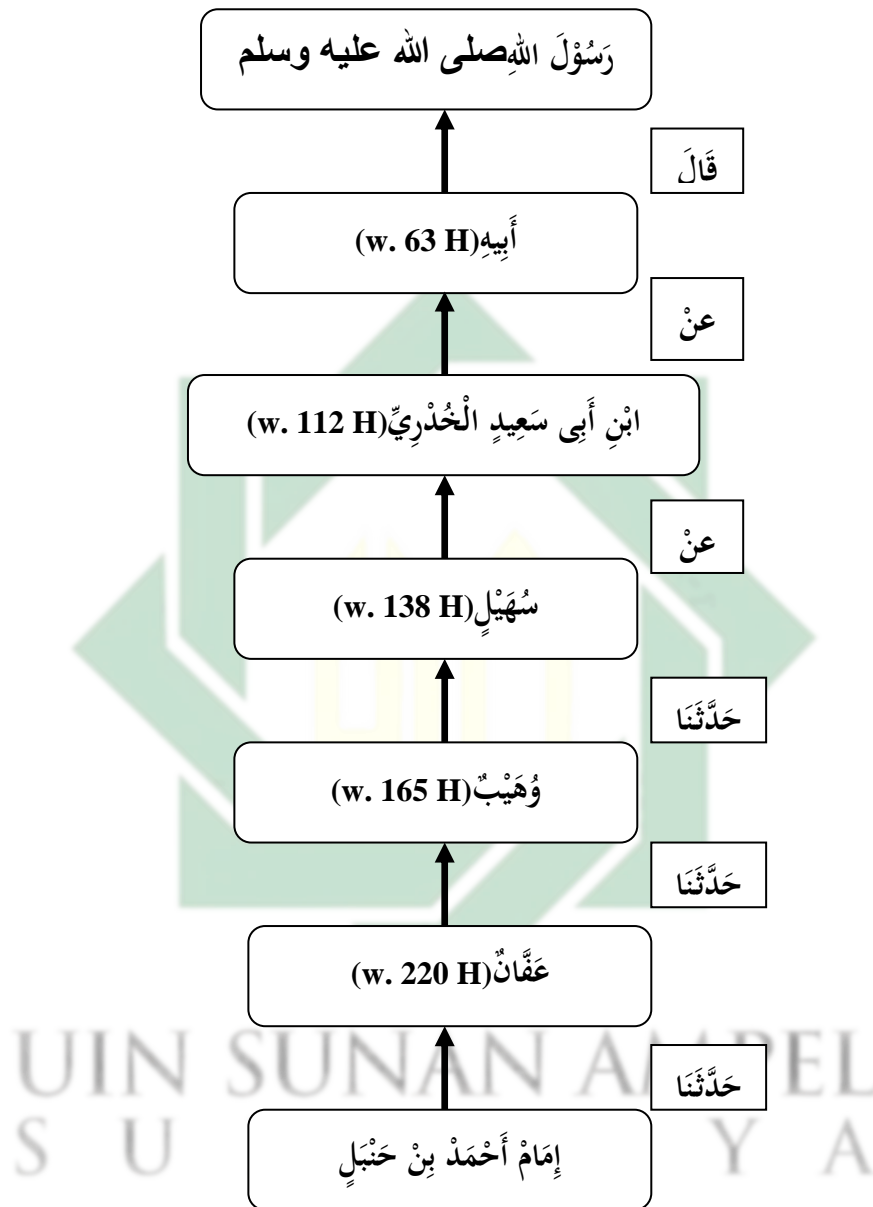 رَسُوْلَ اللهِ صلى الله عليه وسلم
قَالَ
أَبِيهِ (w. 63 H)
عنْ
ابْنِ أَبِى سَعِيدٍ الْخُدْرِيِّ (w. 112 H)
عنْ
سُهَيْلٍ (w. 138 H)
حَدَّثَنَا
وُهَيْبٌ (w. 165 H)
حَدَّثَنَا
عَفَّانٌ (w. 220 H)
حَدَّثَنَا
إِمَامْ أَحْمَدْ بِنْ حَنْبَلٍ
UIN SUNAN AMPEL
S U Y A